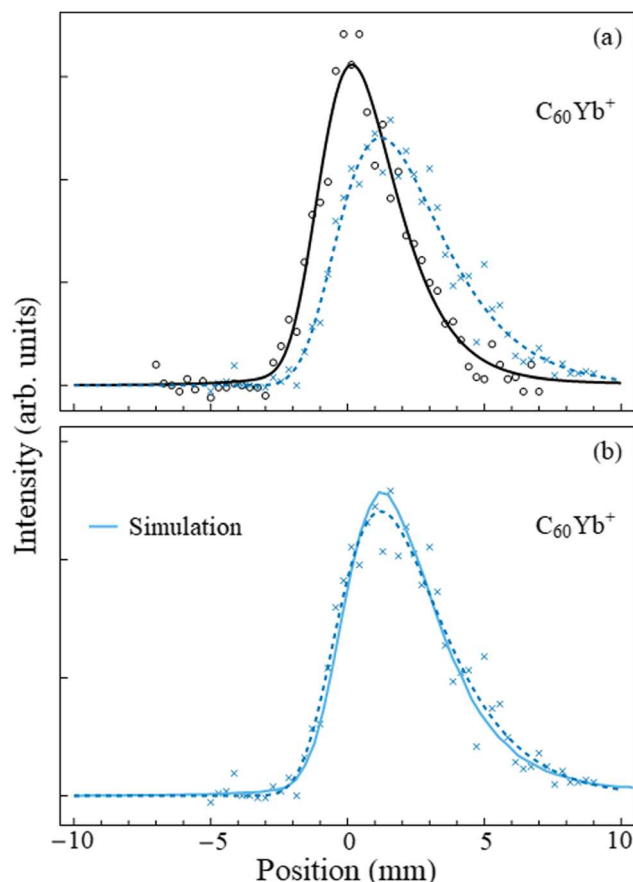 (a)
C₆₀Yb⁺
Intensity (arb. units)
(b)
Simulation
C₆₀Yb⁺
−10 −5 0 5 10
Position (mm)